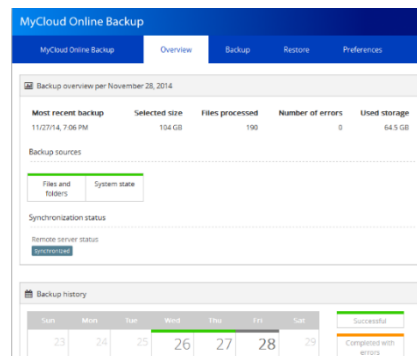 MyCloud Online Backup
MyCloud Online Backup Overview Backup Restore Preferences
Backup overview per November 28, 2014
Most recent backup Selected size Files processed Number of errors Used storage
11/27/14, 7:06 PM 104 GB 190 0 64.5 GB
Backup sources
Files and folders System state
Synchronization status
Remote server status
Synchronized
Backup history
Sun Mon Tue Wed Thu Fri Sat Successful
23 24 25 26 27 28 29 Completed with errors